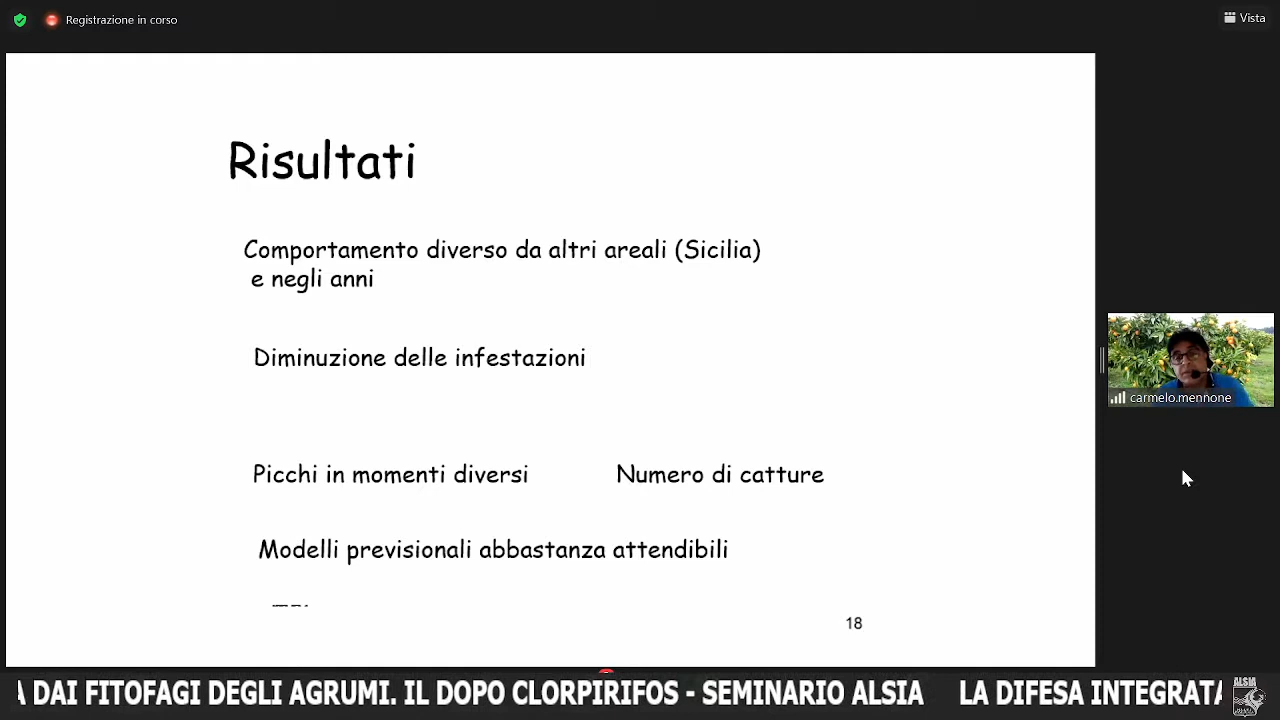 Registrazione in corso
Vista
Risultati
Comportamento diverso da altri areali (Sicilia)
e negli anni
Diminuzione delle infestazioni
Picchi in momenti diversi
Numero di catture
Modelli previsionali abbastanza attendibili
18
carmelo.mennone
A DAI FITOFAGI DEGLI AGRUMI. IL DOPO CLORPIRIFOS - SEMINARIO ALSIA LA DIFESA INTEGRATA